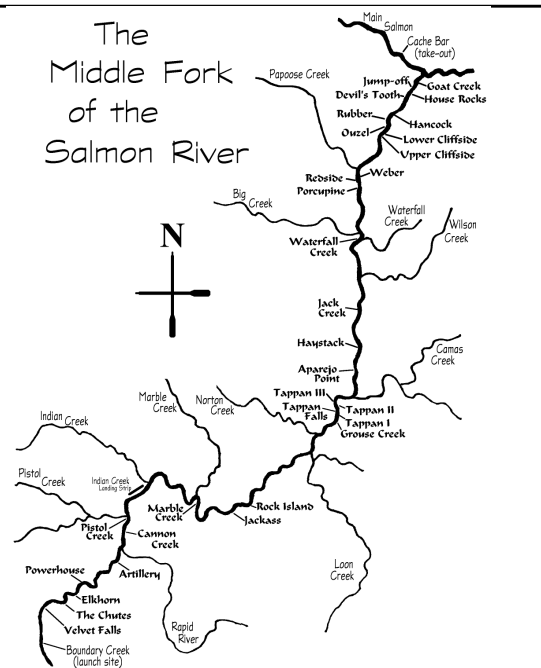 The
Middle Fork
of the
Salmon River
Main
Salmon
Cache Bar
(take-out)
Papoose Creek
Jump-off
Goat Creek
Devil's Tooth
House Rocks
Rubber
Hancock
Ouzel
Lower Cliffside
Upper Cliffside
Redside
Weber
Porcupine
Big
Creek
Waterfall
Creek
Wilson
Creek
N
Waterfall
Creek
Jack
Creek
Haystack
Camas
Creek
Aparejo
Point
Marble
Creek
Norton
Creek
Tappan III
Tappan
Falls
Tappan II
Tappan I
Grouse Creek
Indian Creek
Pistol
Creek
Indian Creek
Landing Strip
Marble
Creek
Rock Island
Jackass
Pistol
Creek
Cannon
Creek
Loon
Creek
Powerhouse
Artillery
Elkhorn
The Chutes
Velvet Falls
Rapid
River
Boundary Creek
(launch site)